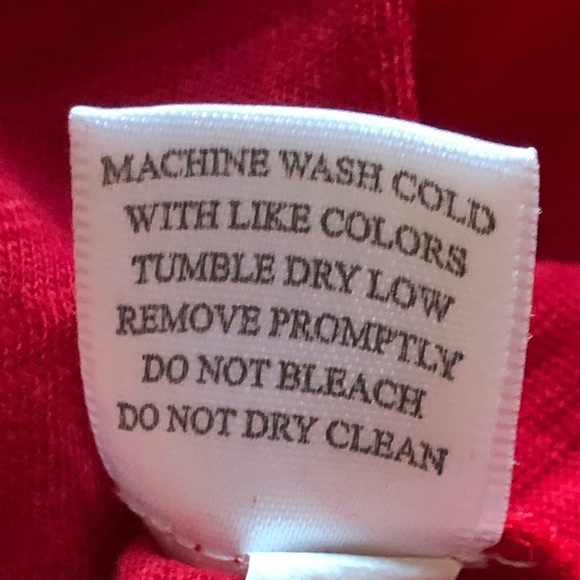 MACHINE WASH COLD
WITH LIKE COLORS
TUMBLE DRY LOW
REMOVE PROMPTLY
DO NOT BLEACH
DO NOT DRY CLEAN